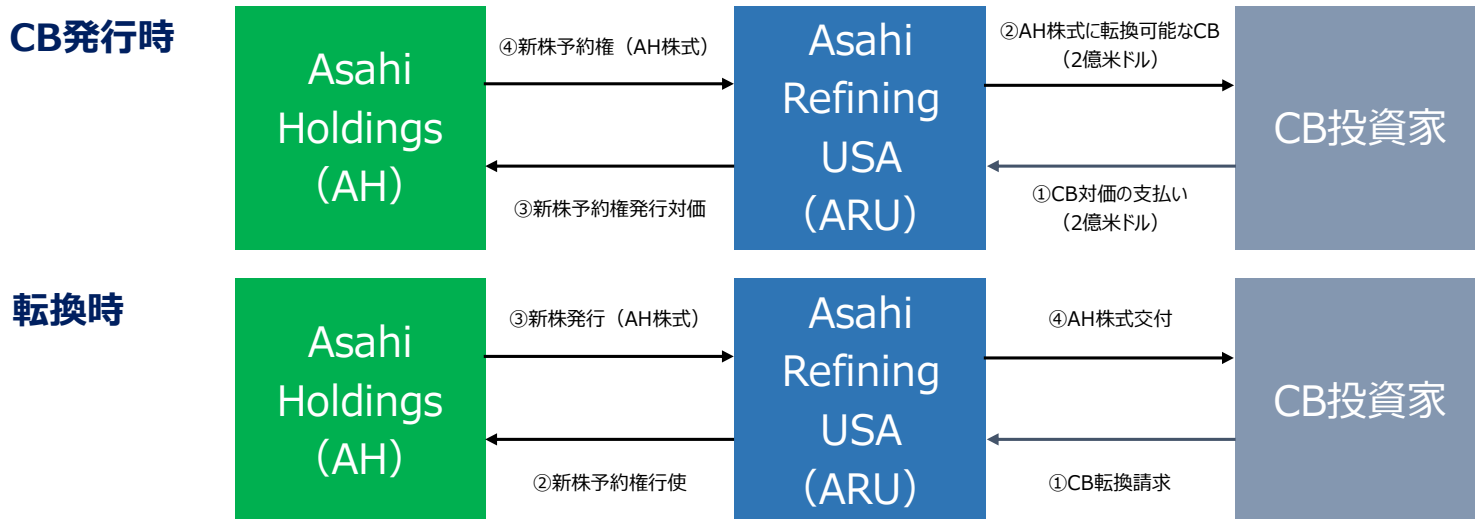 CB発行時
Asahi
Holdings
（AH）
④新株予約権（AH株式）
③新株予約権発行対価
Asahi
Refining
USA
（ARU）
②AH株式に転換可能なCB
（2億米ドル）
①CB対価の支払い
（2億米ドル）
CB投資家
転換時
Asahi
Holdings
（AH）
③新株発行（AH株式）
②新株予約権行使
Asahi
Refining
USA
（ARU）
④AH株式交付
①CB転換請求
CB投資家